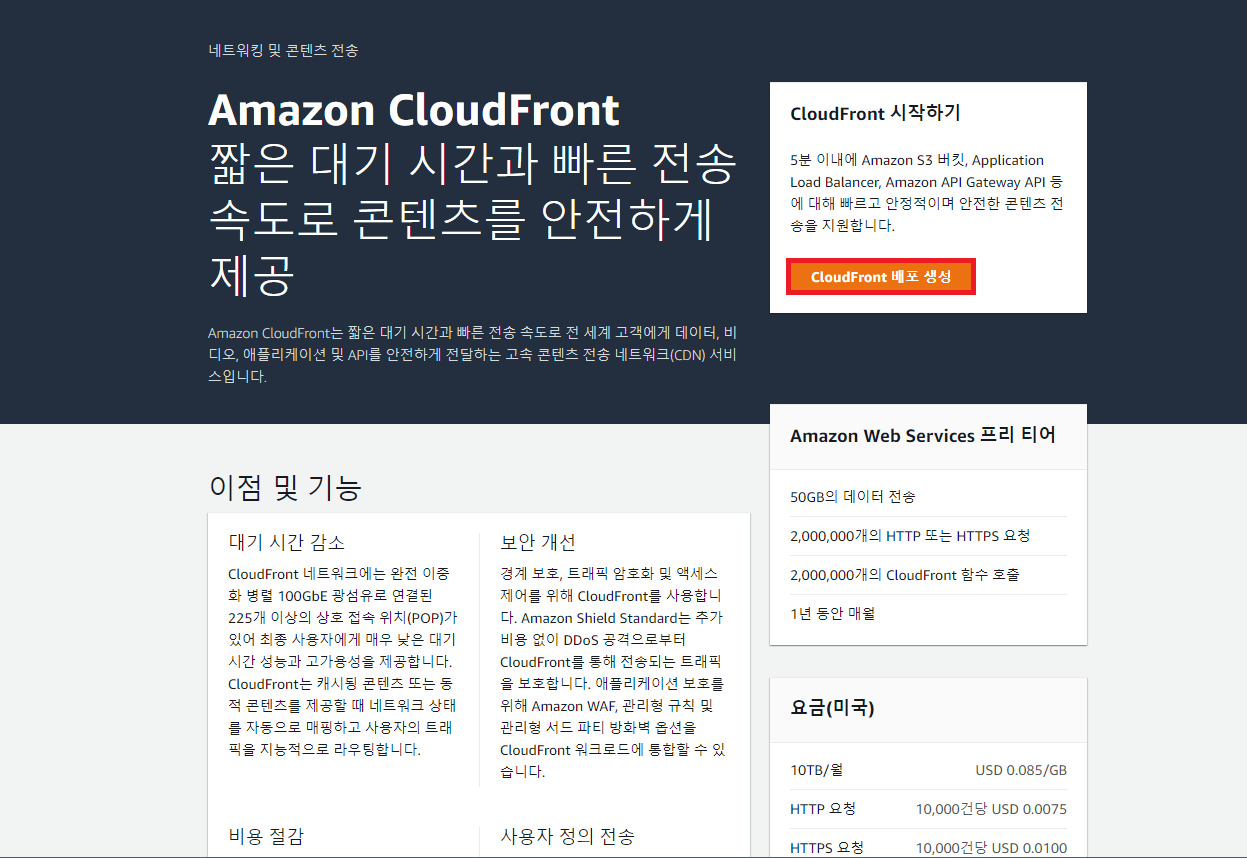 네트워킹 및 콘텐츠 전송
Amazon CloudFront
짧은 대기 시간과 빠른 전송
속도로 콘텐츠를 안전하게
제공
Amazon CloudFront는 짧은 대기 시간과 빠른 전송 속도로 전 세계 고객에게 데이터, 비
디오, 애플리케이션 및 API를 안전하게 전달하는 고속 콘텐츠 전송 네트워크(CDN) 서비
스입니다.
CloudFront 시작하기
5분 이내에 Amazon S3 버킷, Application
Load Balancer, Amazon API Gateway API 등
에 대해 빠르고 안정적이며 안전한 콘텐츠 전
송을 지원합니다.
CloudFront 배포 생성
Amazon Web Services 프리 티어
50GB의 데이터 전송
2,000,000개의 HTTP 또는 HTTPS 요청
2,000,000개의 CloudFront 함수 호출
1년 동안 매월
이점 및 기능
대기 시간 감소
CloudFront 네트워크에는 완전 이중
화 병렬 100GbE 광섬유로 연결된
225개 이상의 상호 접속 위치(POP)가
있어 최종 사용자에게 매우 낮은 대기
시간 성능과 고가용성을 제공합니다.
CloudFront는 캐시된 콘텐츠 또는 동
적 콘텐츠를 제공할 때 네트워크 상태
를 자동으로 매핑하고 사용자의 트래
픽을 지능적으로 라우팅합니다.
보안 개선
경계 보호, 트래픽 암호화 및 액세스
제어를 위해 CloudFront를 사용합니
다. Amazon Shield Standard는 추가
비용 없이 DDoS 공격으로부터
CloudFront를 통해 전송되는 트래픽
을 보호합니다. 애플리케이션 보호를
위해 Amazon WAF, 관리형 규칙 및
관리형 서드 파티 방화벽 옵션을
CloudFront 워크로드에 통합할 수 있
습니다.
비용 절감
사용자 정의 전송
요금(미국)
10TB/월 USD 0.085/GB
HTTP 요청 10,000건당 USD 0.0075
HTTPS 요청 10,000건당 USD 0.0100